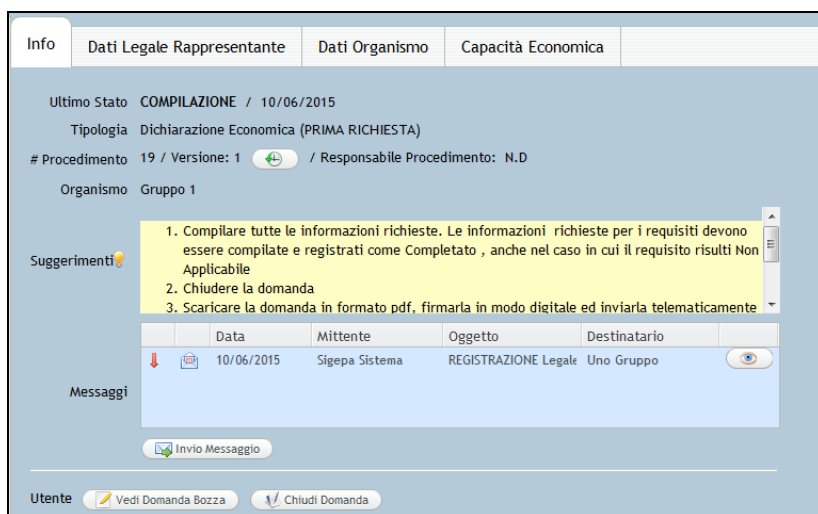 Info Dati Legale Rappresentante Dati Organismo Capacità Economica
Ultimo Stato COMPILAZIONE / 10/06/2015
Tipologia Dichiarazione Economica (PRIMA RICHIESTA)
# Procedimento 19 / Versione: 1 / Responsabile Procedimento: N.D
Organismo Gruppo 1
Suggerimenti
1. Compilare tutte le informazioni richieste. Le informazioni richieste per i requisiti devono
essere compilate e registrati come Completato , anche nel caso in cui il requisito risulti Non
Applicabile
2. Chiudere la domanda
3. Scaricare la domanda in formato pdf, firmarla in modo digitale ed inviarla telematicamente
Messaggi
Data Mittente Oggetto Destinatario
10/06/2015 Sigepa Sistema REGISTRAZIONE Legale Uno Gruppo
Invio Messaggio
Utente Vedi Domanda Bozza Chiudi Domanda